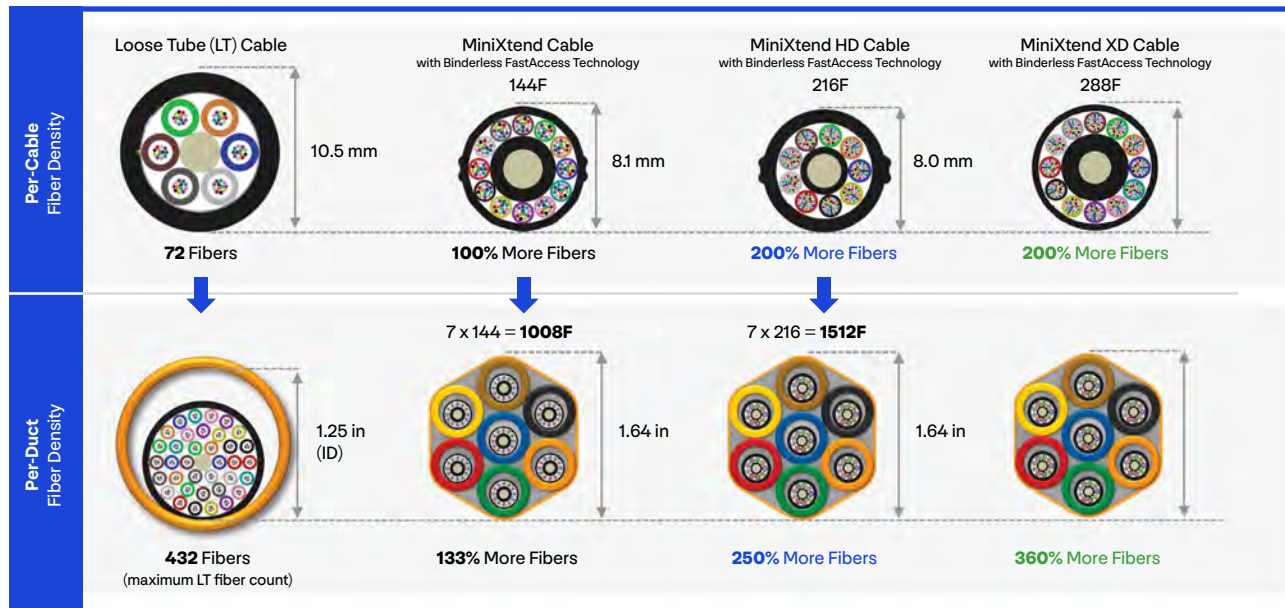 Per-Cable
Fiber Density
Loose Tube (LT) Cable
10.5 mm
72 Fibers
MiniXtend Cable
with Binderless FastAccess Technology
144F
8.1 mm
100% More Fibers
MiniXtend HD Cable
with Binderless FastAccess Technology
216F
8.0 mm
200% More Fibers
MiniXtend XD Cable
with Binderless FastAccess Technology
288F
200% More Fibers
Per-Duct
Fiber Density
1.25 in
(ID)
432 Fibers
(maximum LT fiber count)
7 x 144 = 1008F
1.64 in
133% More Fibers
7 x 216 = 1512F
1.64 in
250% More Fibers
360% More Fibers